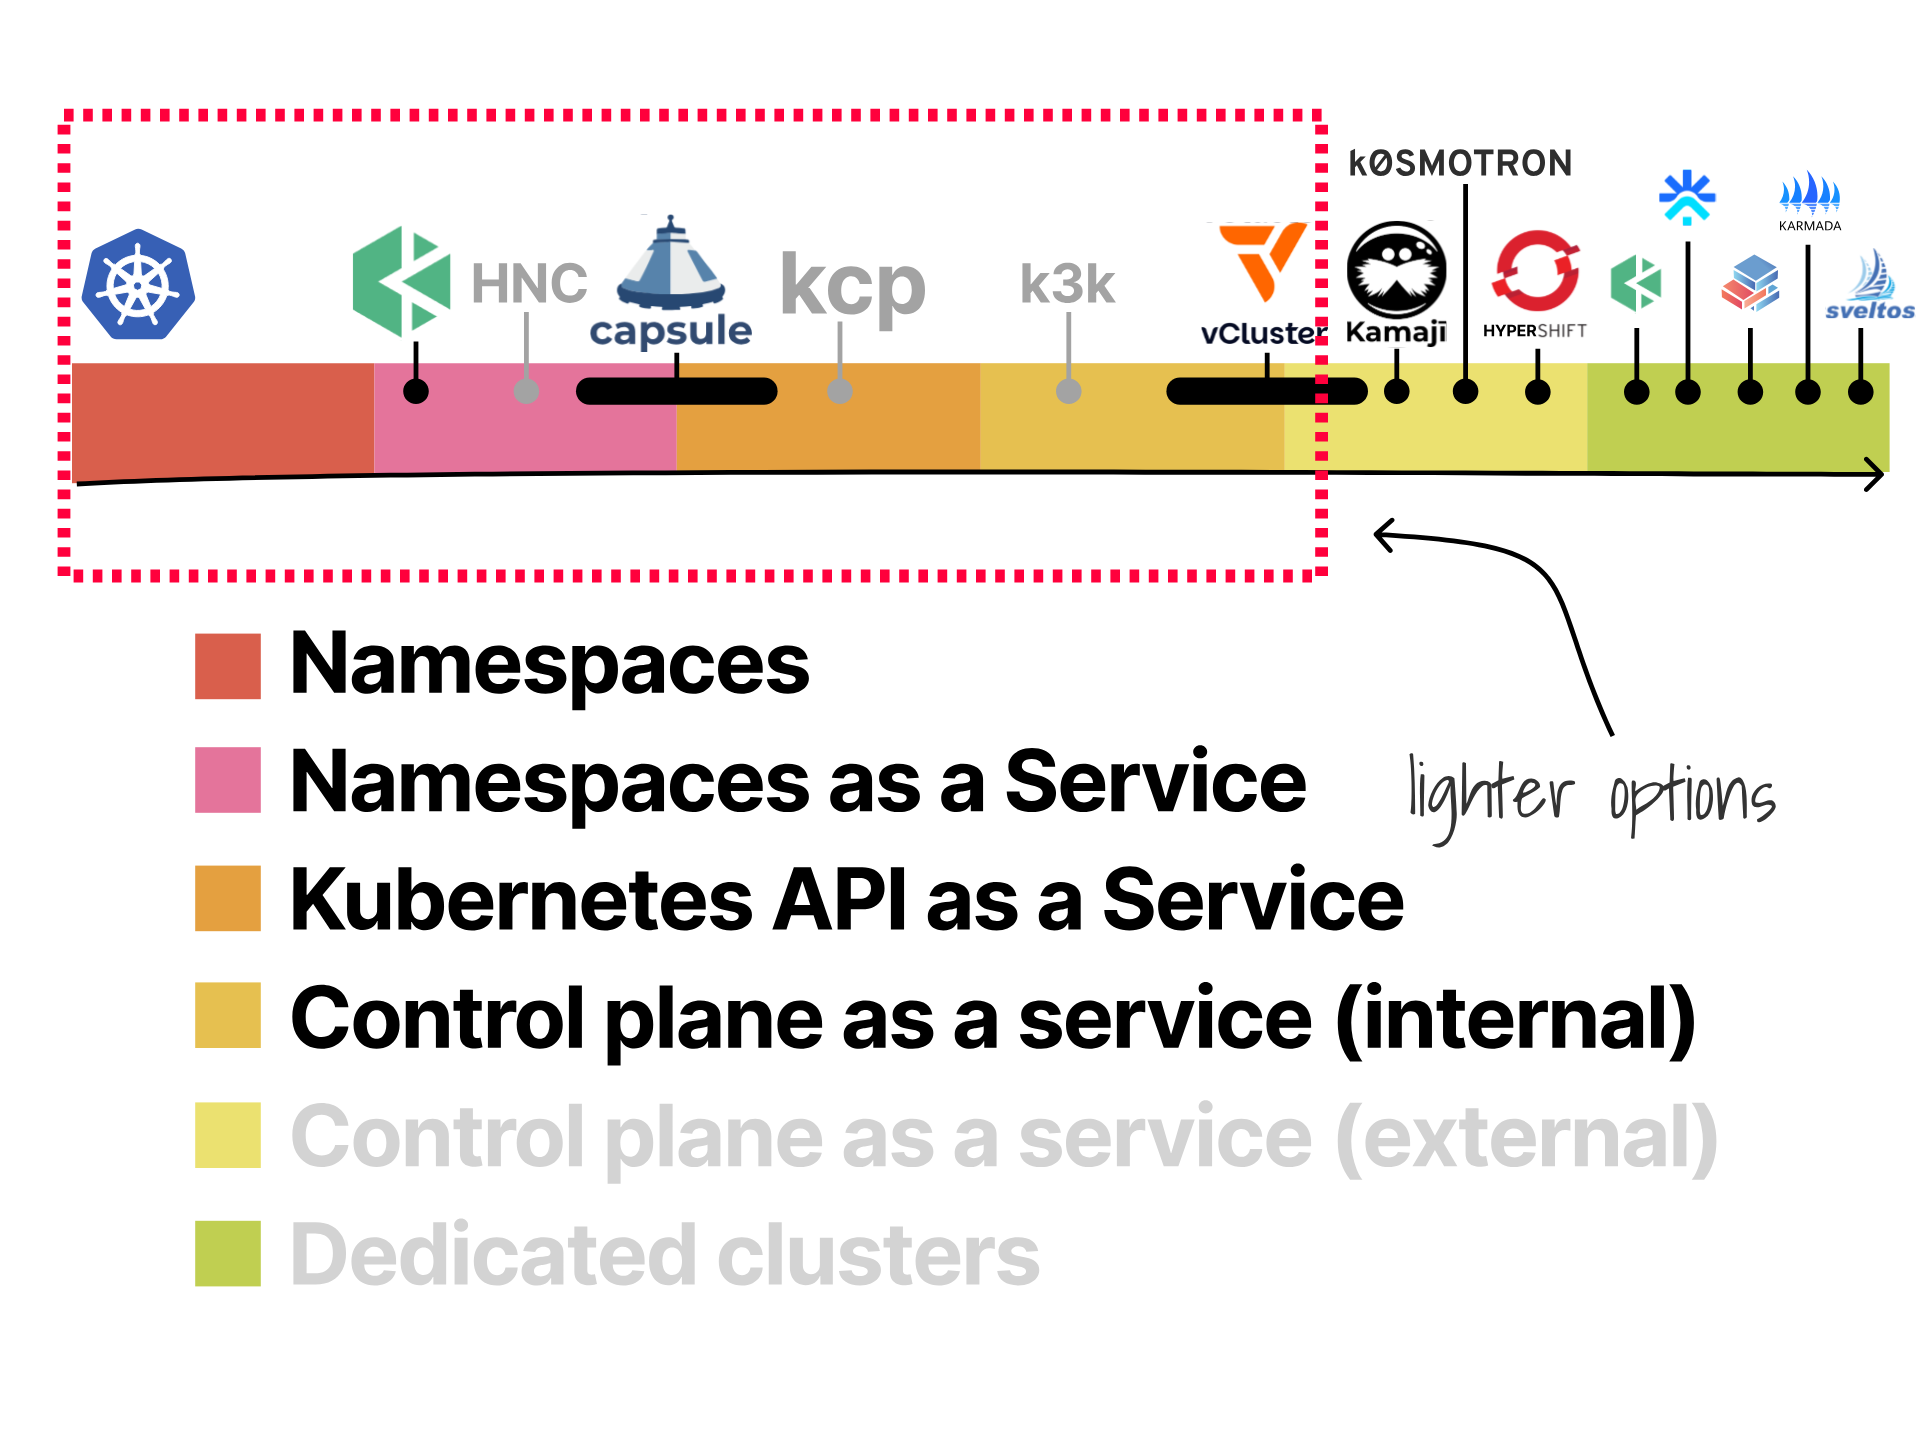 kØSMOTRON
KARMADA
HNC
kcp
k3k
sveltos
capsule
vCluster
Kamaji
HYPERSHIFT
Namespaces
Namespaces as a Service
lighter options
Kubernetes API as a Service
Control plane as a service (internal)
Control plane as a service (external)
Dedicated clusters